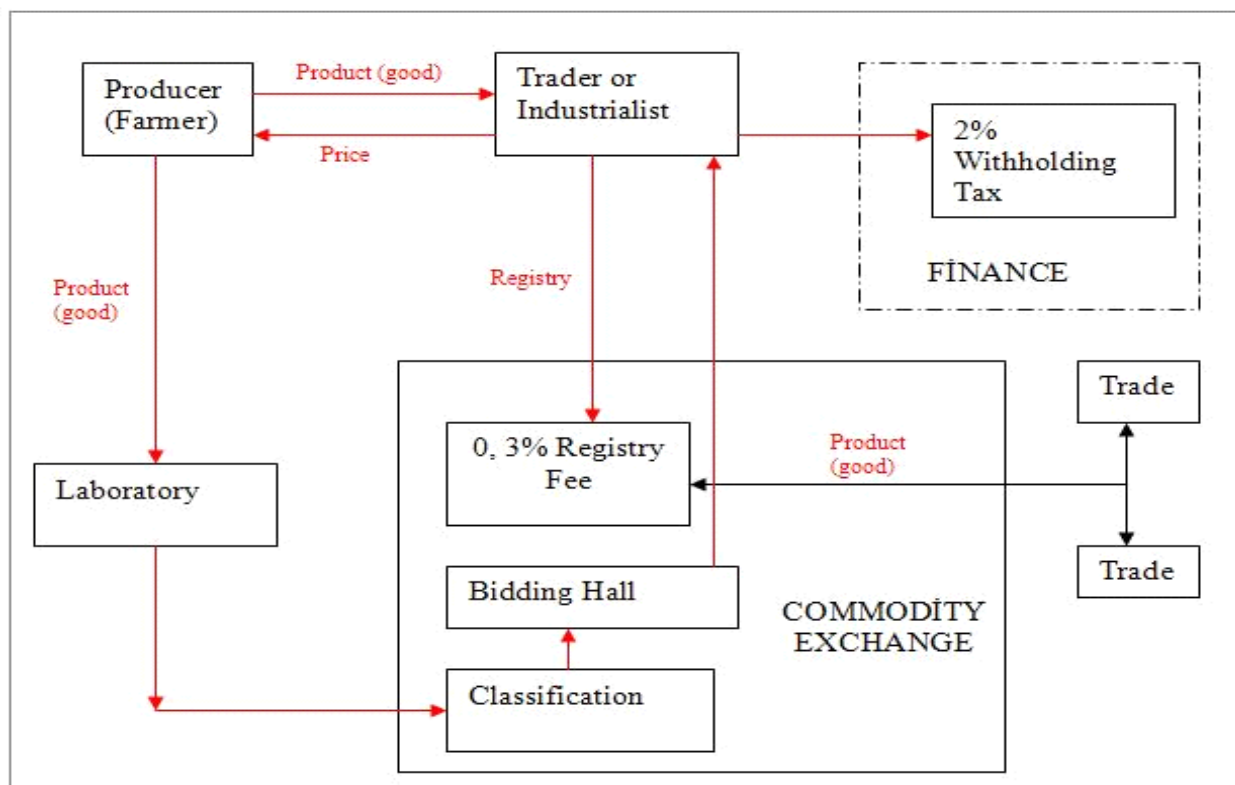 Product (good)
Producer
(Farmer)
Trader or
Industrialist
Price
2%
Withholding
Tax
FİNANCE
Product
(good)
Registry
Trade
0, 3% Registry
Fee
Product
(good)
Laboratory
Trade
Bidding Hall
COMMODİTY
EXCHANGE
Classification